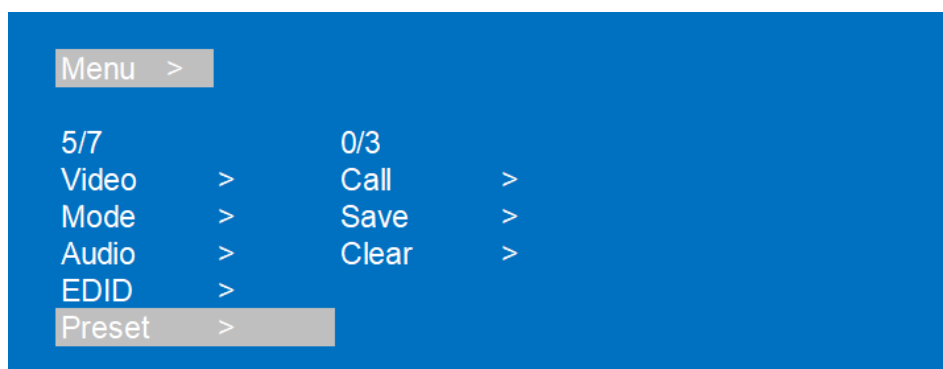 Menu >
5/7 0/3
Video > Call >
Mode > Save >
Audio > Clear >
EDID >
Preset >